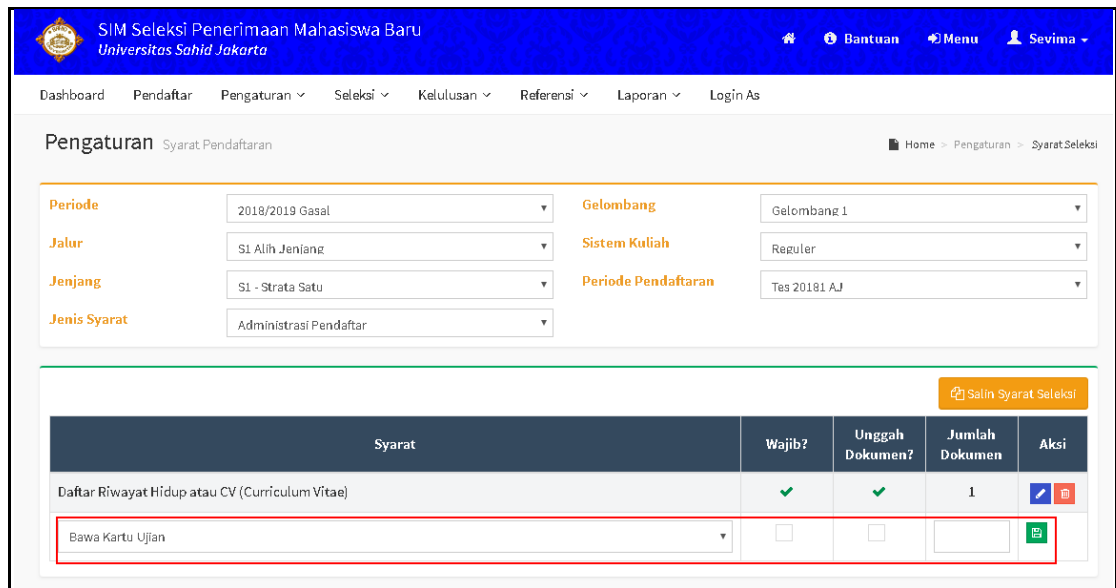 SIM Seleksi Penerimaan Mahasiswa Baru
Universitas Sahid Jakarta
Bantuan Menu Sevima
Dashboard Pendaftar Pengaturan Seleksi Kelulusan Referensi Laporan Login As
Pengaturan Syarat Pendaftaran Home > Pengaturan > Syarat Seleksi
Periode 2018/2019 Gasal Gelombang Gelombang 1
Jalur S1 Alih Jenjang Sistem Kuliah Reguler
Jenjang S1 - Strata Satu Periode Pendaftaran Tes 20181 AJ
Jenis Syarat Administrasi Pendaftar
Salin Syarat Seleksi
Syarat Wajib? Unggah Dokumen? Jumlah Dokumen Aksi
Daftar Riwayat Hidup atau CV (Curriculum Vitae) 1
Bawa Kartu Ujian